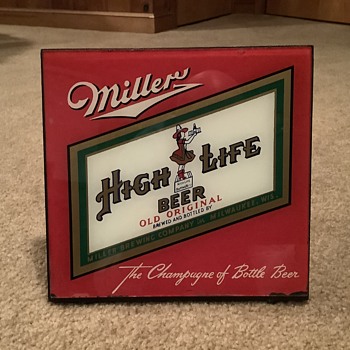 Miller
HIGH LIFE
BEER
OLD ORIGINAL
BREWED AND BOTTLED BY
MILLER BREWING COMPANY IN MILWAUKEE, WIS.
The Champagne of Bottle Beer